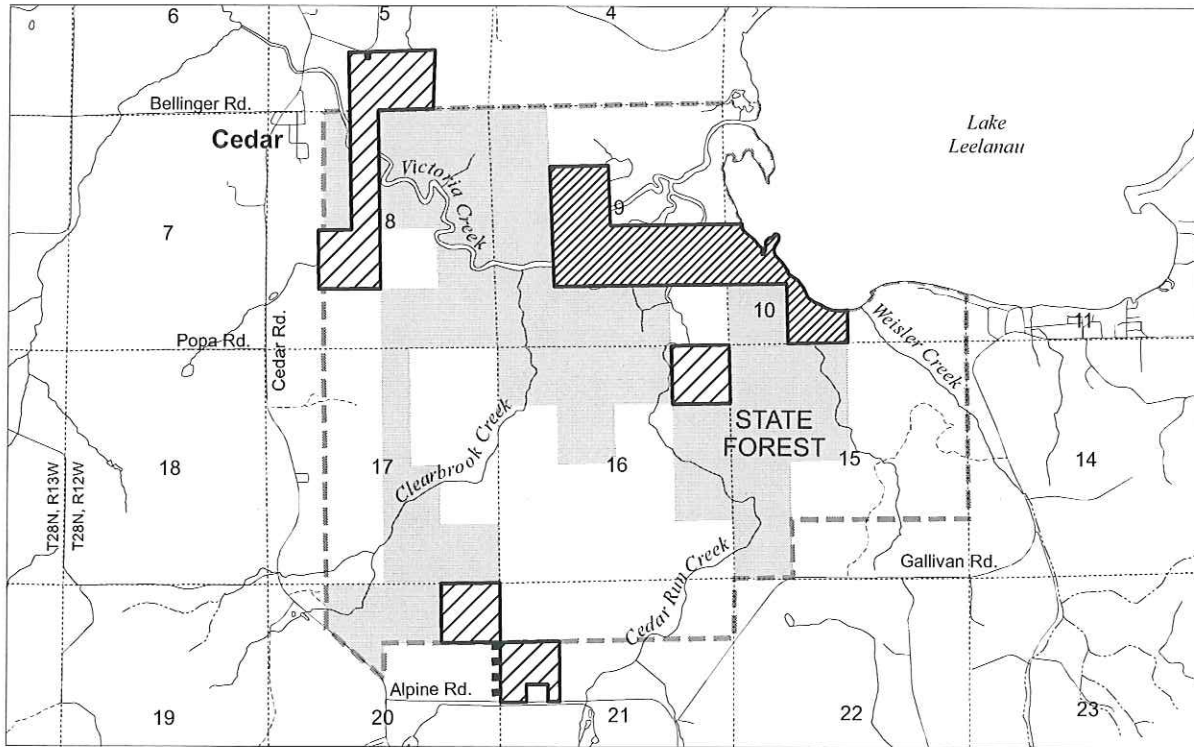 6
5
4
Bellinger Rd.
Cedar
Lake
Leelanau
Victoria Creek
7
8
9
10
11
Weisler Creek
Popa Rd.
Cedar Rd.
STATE
FOREST
Clearbrook Creek
18
17
16
15
14
T28N, R13W
T28N, R12W
Cedar Run Creek
Gallivan Rd.
Alpine Rd.
19
20
21
22
23